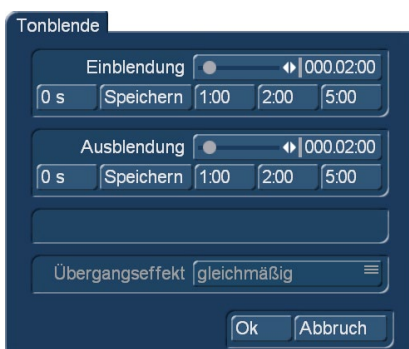 Tonblende
Einblendung 000.02:00
0 s Speichern 1:00 2:00 5:00
Ausblendung 000.02:00
0 s Speichern 1:00 2:00 5:00
Übergangseffekt gleichmäßig
Ok Abbruch